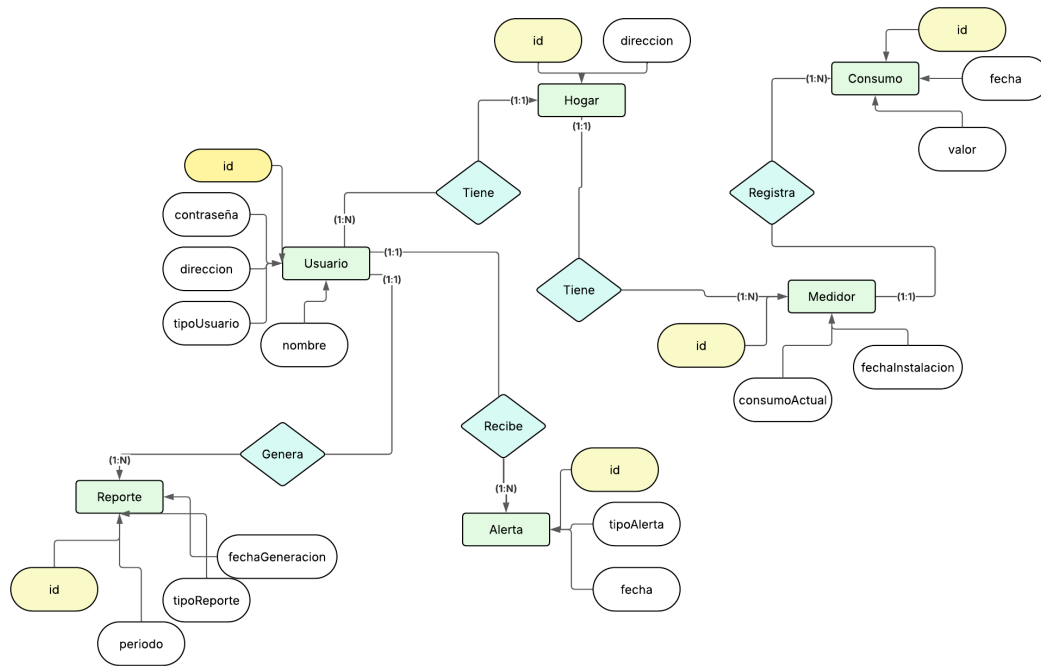 id
direccion
id
Hogar
Consumo
fecha
(1:1)
(1:N)
(1:1)
valor
id
Tiene
Registra
contraseña
(1:N)
direccion
Usuario
(1:1)
(1:1)
Tiene
(1:N)
Medidor
(1:1)
tipoUsuario
nombre
id
fechaInstalacion
consumoActual
Recibe
Genera
(1:N)
(1:N)
id
Reporte
Alerta
tipoAlerta
fechaGeneracion
fecha
id
tipoReporte
periodo